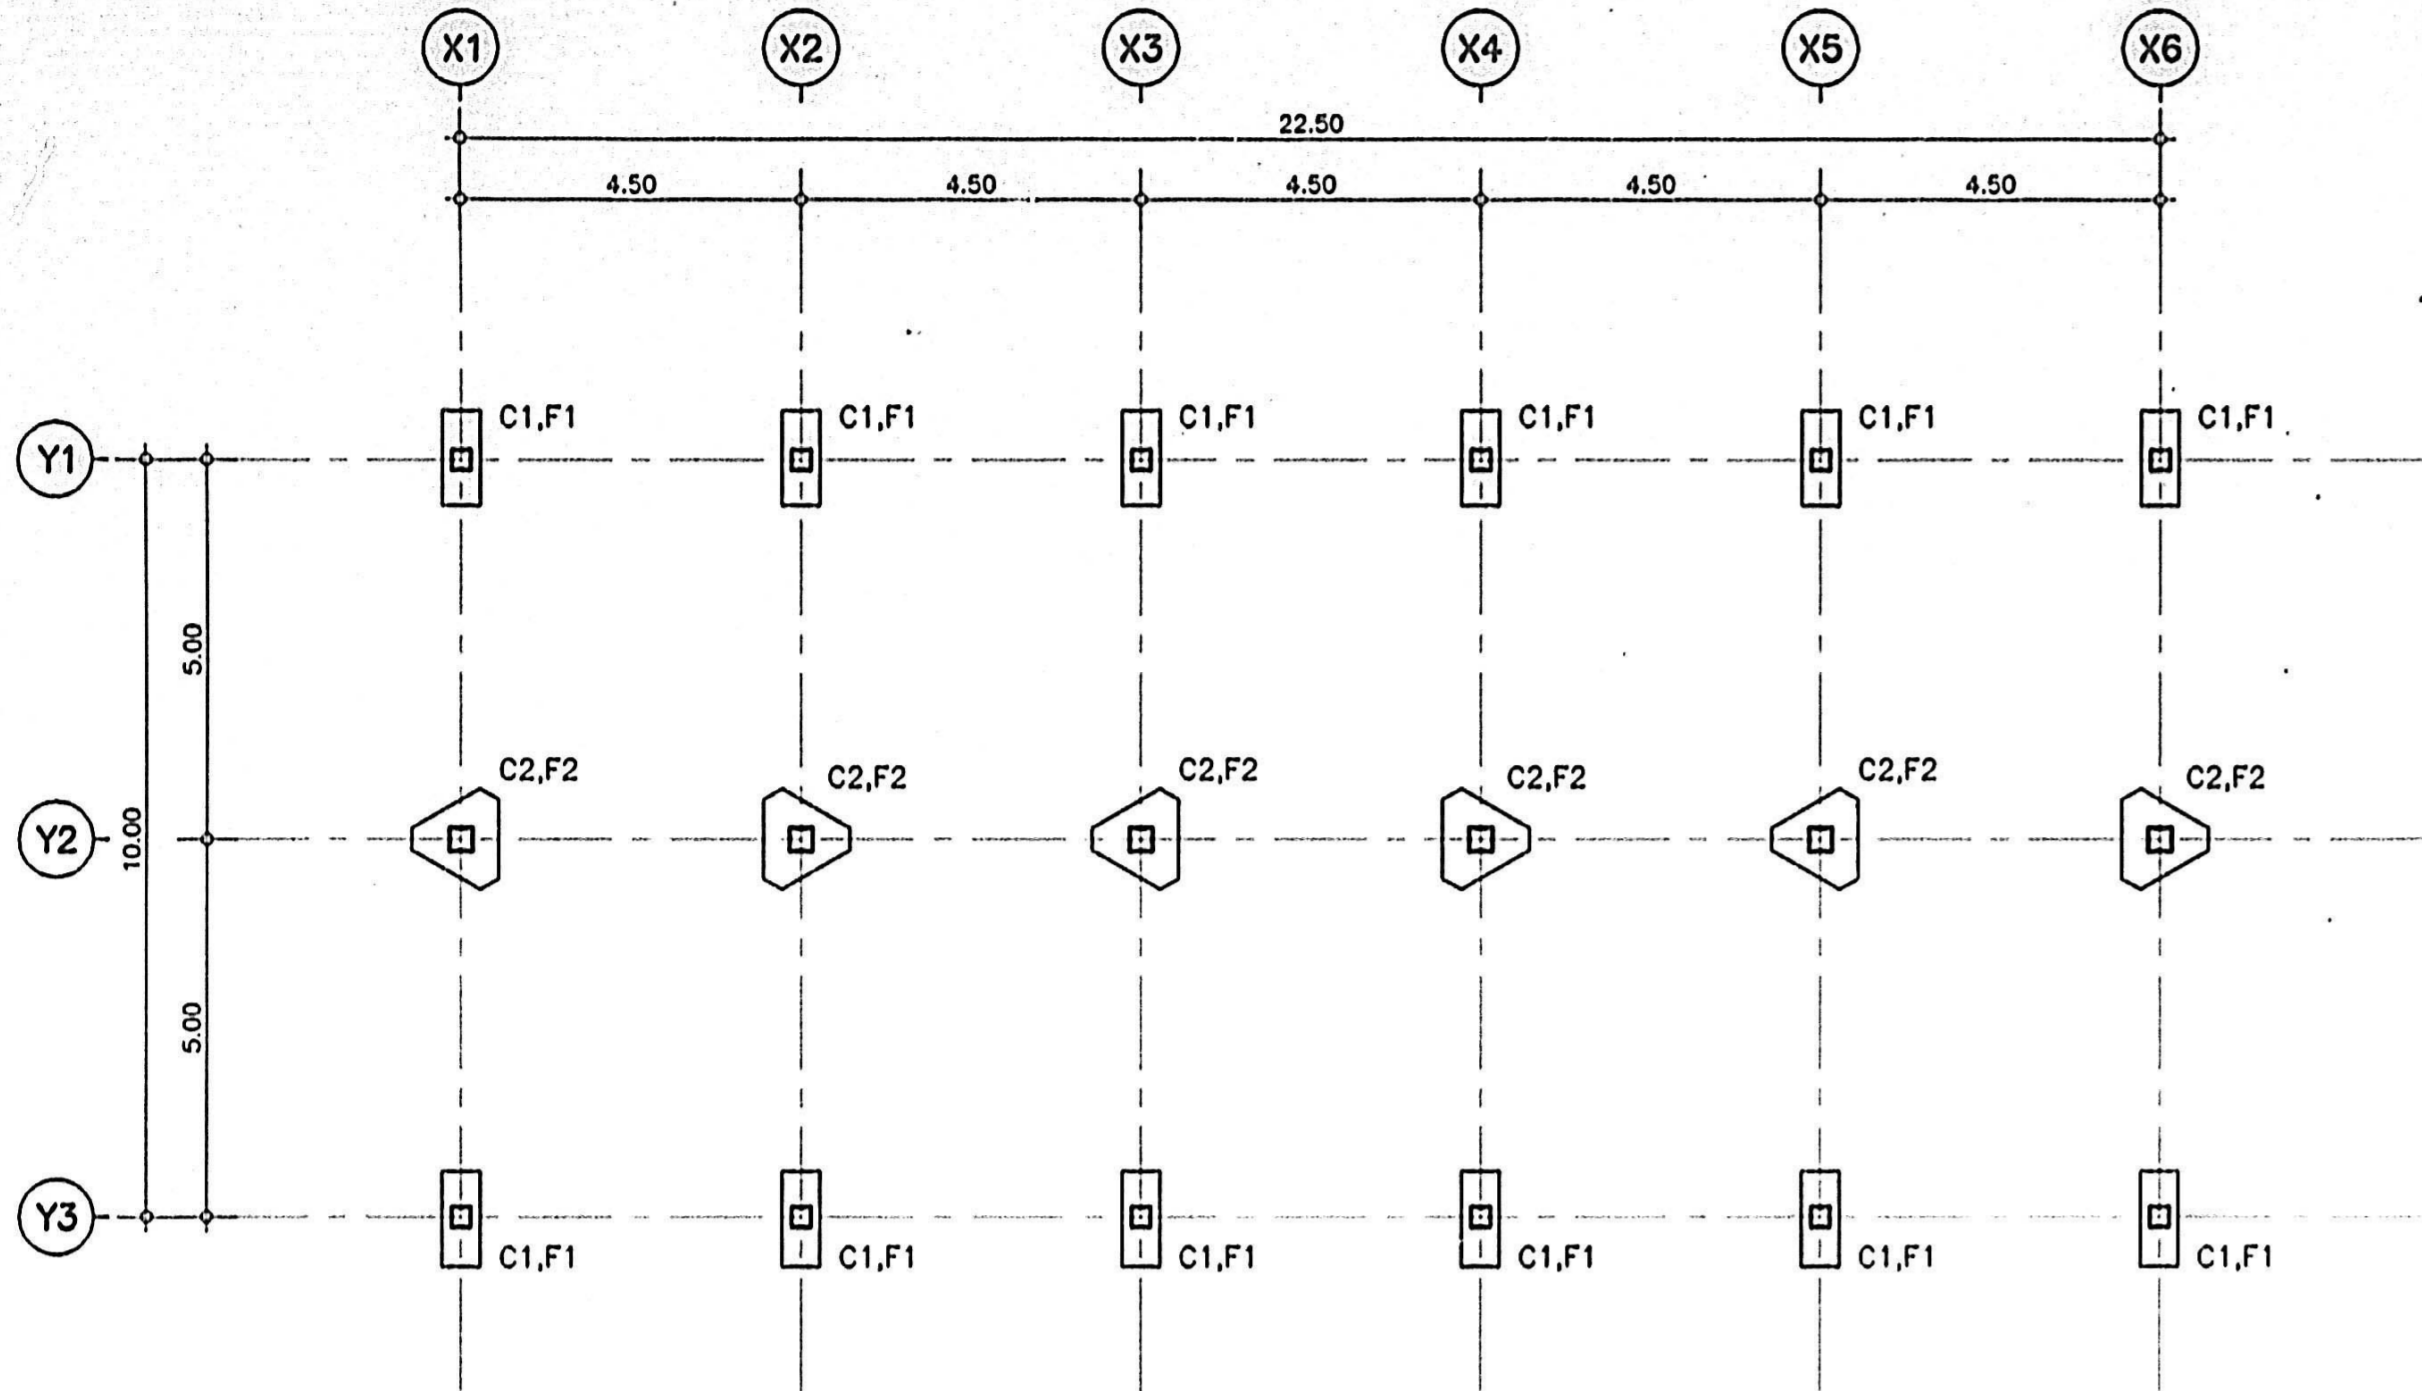 X1 X2 X3 X4 X5 X6
22.50
4.50 4.50 4.50 4.50 4.50
C1,F1 C1,F1 C1,F1 C1,F1 C1,F1 C1,F1
Y1
5.00
C2,F2 C2,F2 C2,F2 C2,F2 C2,F2 C2,F2
Y2
10.00
5.00
Y3
C1,F1 C1,F1 C1,F1 C1,F1 C1,F1 C1,F1